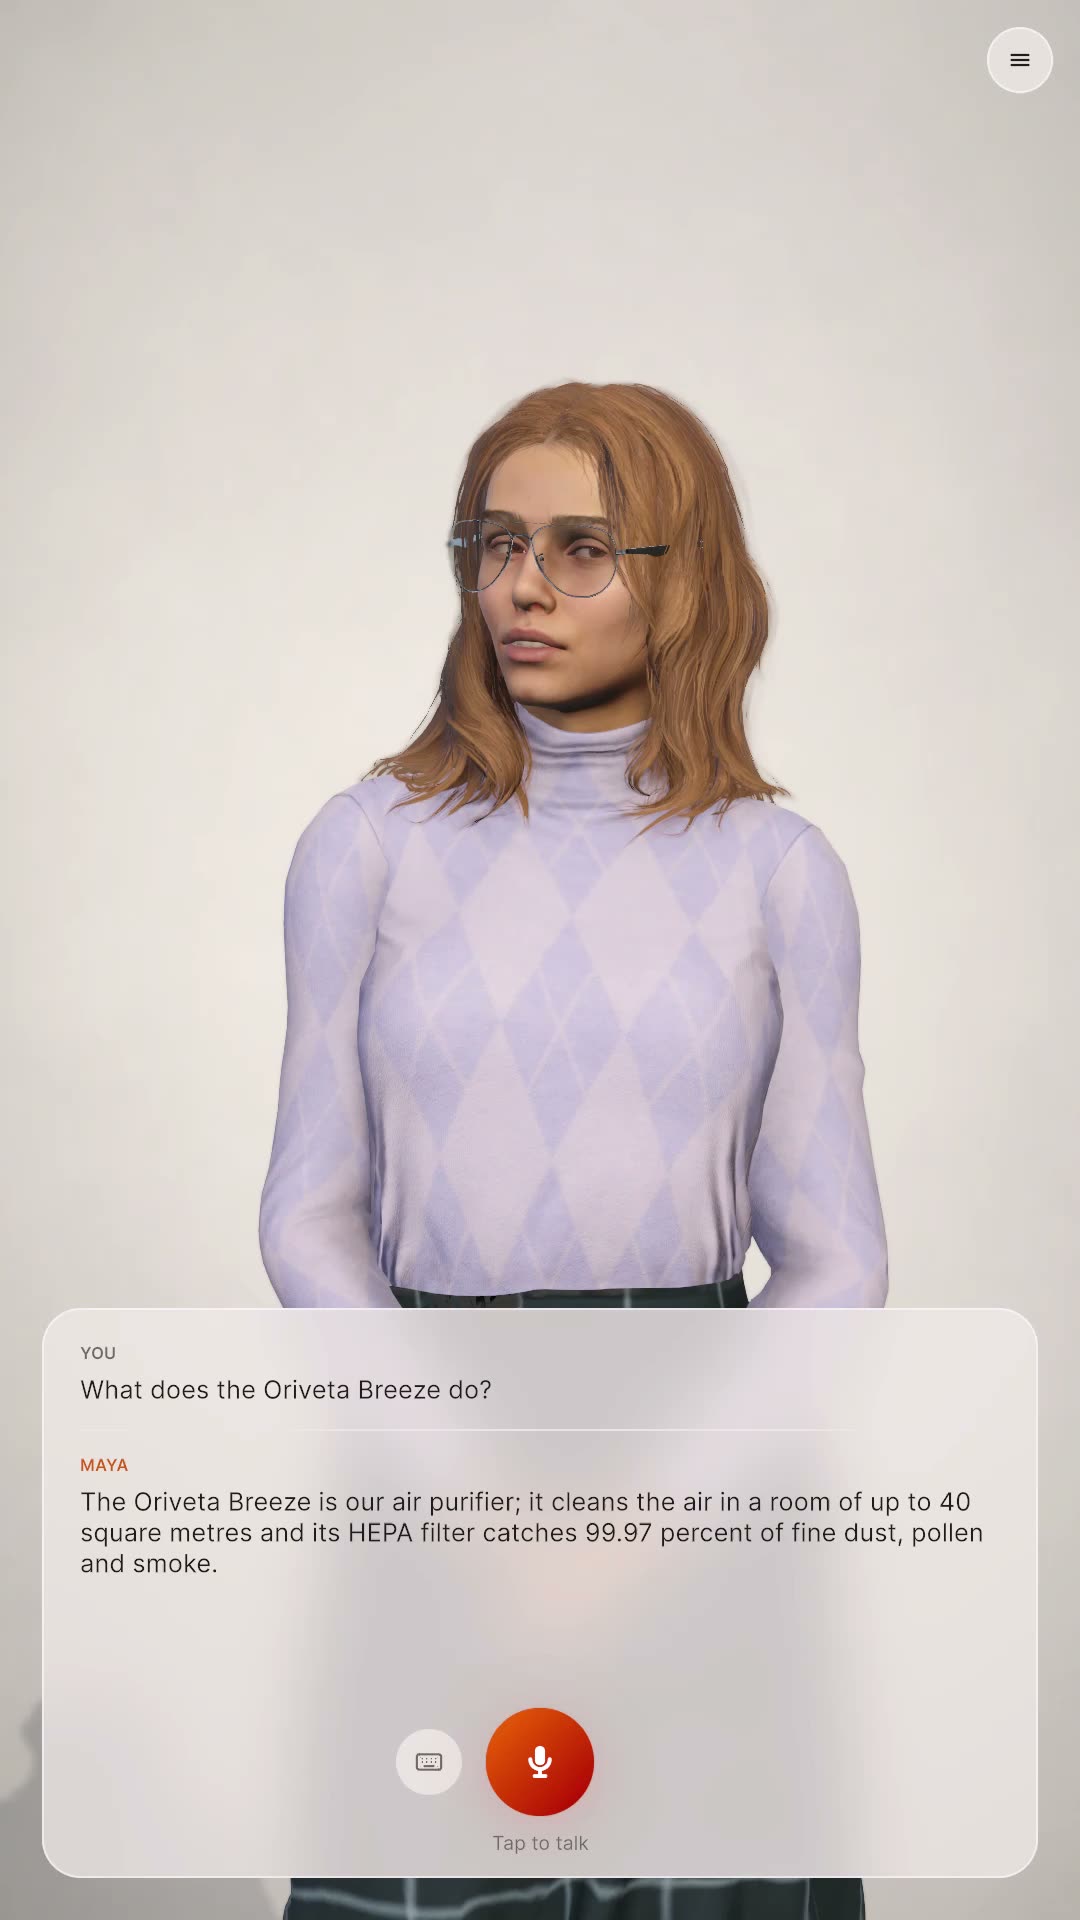 YOU
What does the Oriveta Breeze do?
MAYA
The Oriveta Breeze is our air purifier; it cleans the air in a room of up to 40
square metres and its HEPA filter catches 99.97 percent of fine dust, pollen
and smoke.
Tap to talk